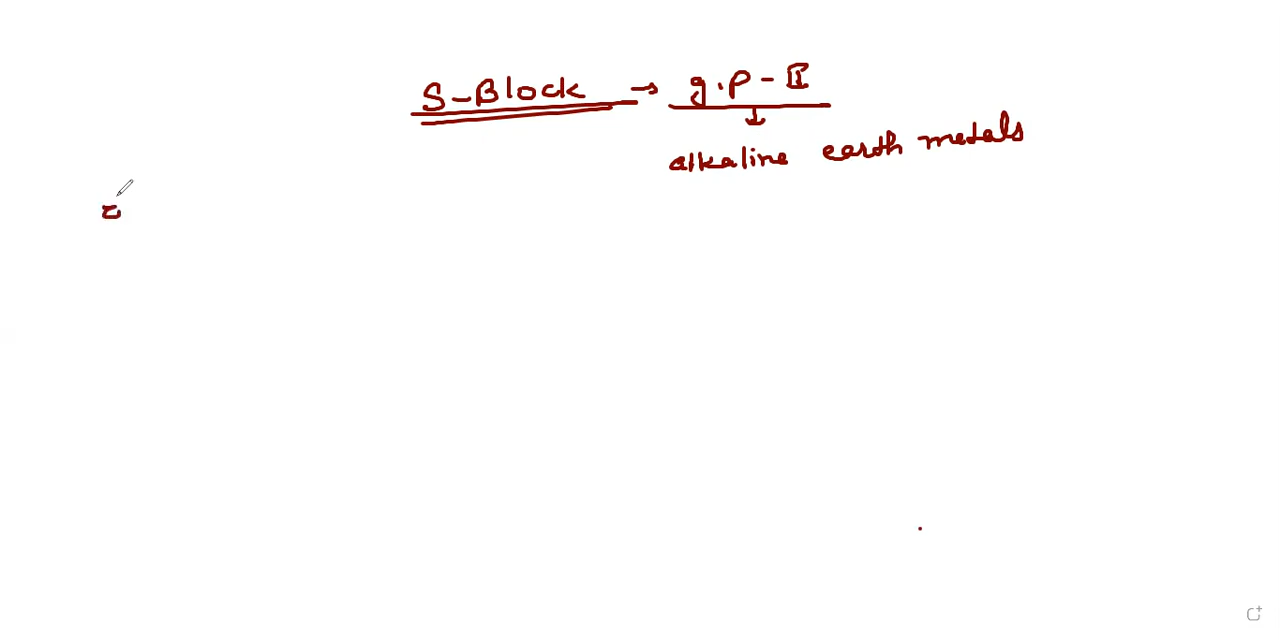 S-Block → g.p - II
↓
alkaline earth metals